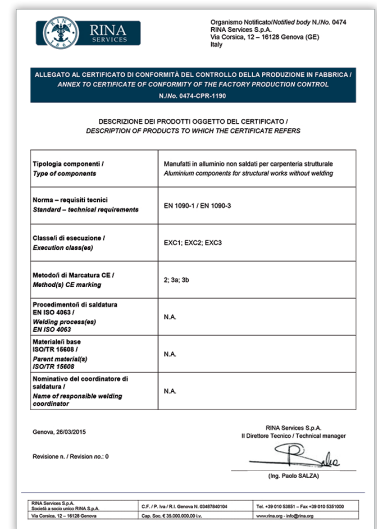 RINA
SERVICES
Organismo Notificato/Notified body N./No. 0474
RINA Services S.p.A.
Via Corsica, 12 – 16128 Genova (GE)
Italy
ALLEGATO AL CERTIFICATO DI CONFORMITÀ DEL CONTROLLO DELLA PRODUZIONE IN FABBRICA /
ANNEX TO CERTIFICATE OF CONFORMITY OF THE FACTORY PRODUCTION CONTROL
N./No. 0474-CPR-1190
DESCRIZIONE DEI PRODOTTI OGGETTO DEL CERTIFICATO /
DESCRIPTION OF PRODUCTS TO WHICH THE CERTIFICATE REFERS
Tipologia componenti /
Type of components
Manufatti in alluminio non saldati per carpenteria strutturale
Aluminium components for structural works without welding
Norma – requisiti tecnici
Standard – technical requirements
EN 1090-1 / EN 1090-3
Classe/i di esecuzione /
Execution class(es)
EXC1; EXC2; EXC3
Metodo/i di Marcatura CE /
Method(s) CE marking
2; 3a; 3b
Procedimento/i di saldatura
EN ISO 4063 /
Welding process(es)
EN ISO 4063
N.A.
Materiale/i base
ISO/TR 15608 /
Parent material(s)
ISO/TR 15608
N.A.
Nominativo del coordinatore di
saldatura /
Name of responsible welding
coordinator
N.A.
Genova, 26/03/2015
RINA Services S.p.A.
Il Direttore Tecnico / Technical manager
Revisione n. / Revision no.: 0
(Ing. Paolo SALZA)
RINA Services S.p.A.
Società a socio unico RINA S.p.A.
Via Corsica, 12 – 16128 Genova
C.F. / P. Iva / R.I. Genova N. 03487840104
Cap. Soc. € 35.000.000,00 i.v.
Tel. +39 010 53851 – Fax +39 010 5351000
www.rina.org - info@rina.org